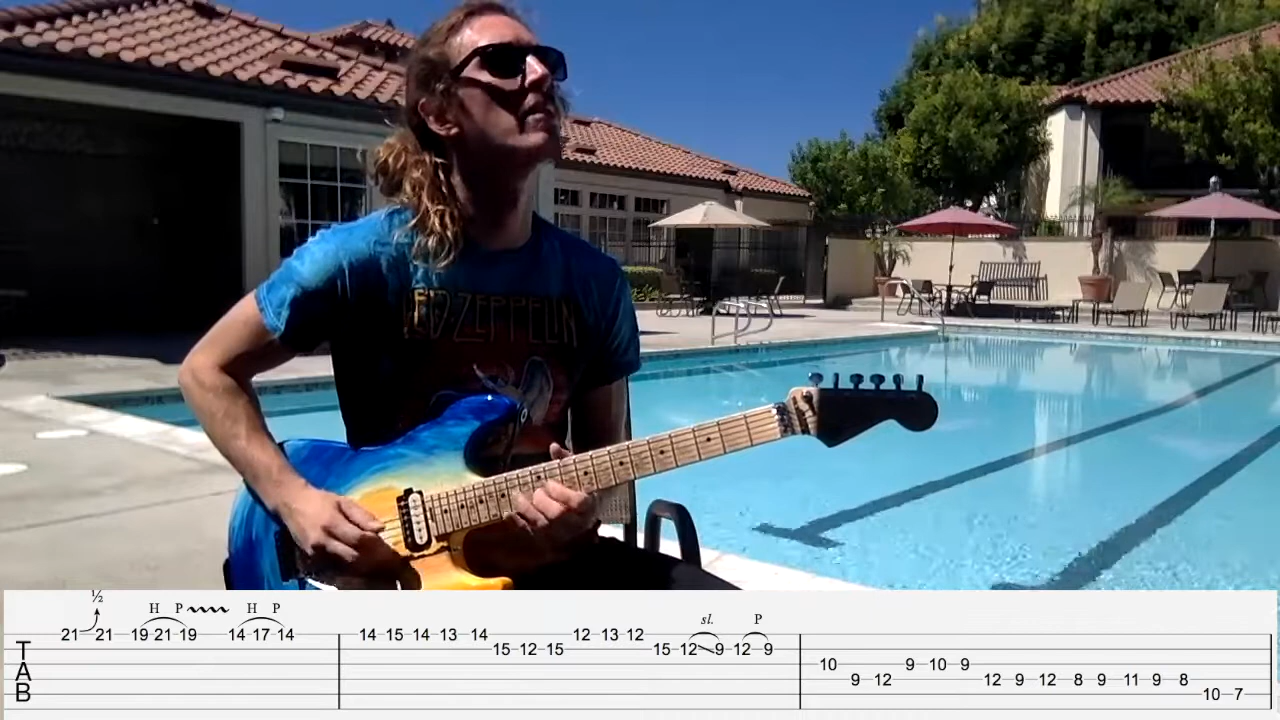 LED ZEPPELIN
½
H P H P sl. P
21 21 19 21 19 14 17 14 14 15 14 13 14 12 13 12
T 15 12 15 15 12 9 12 9
10 9 10 9
A 9 12 12 9 12 8 9 11 9 8
B 10 7